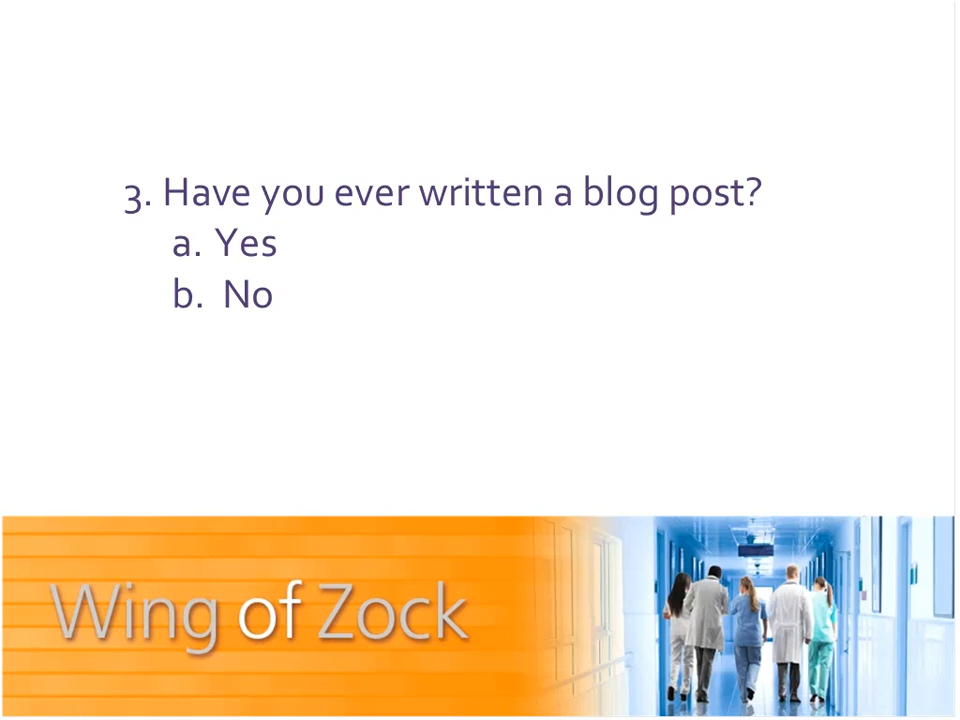 3. Have you ever written a blog post?
a. Yes
b. No
Wing of Zock